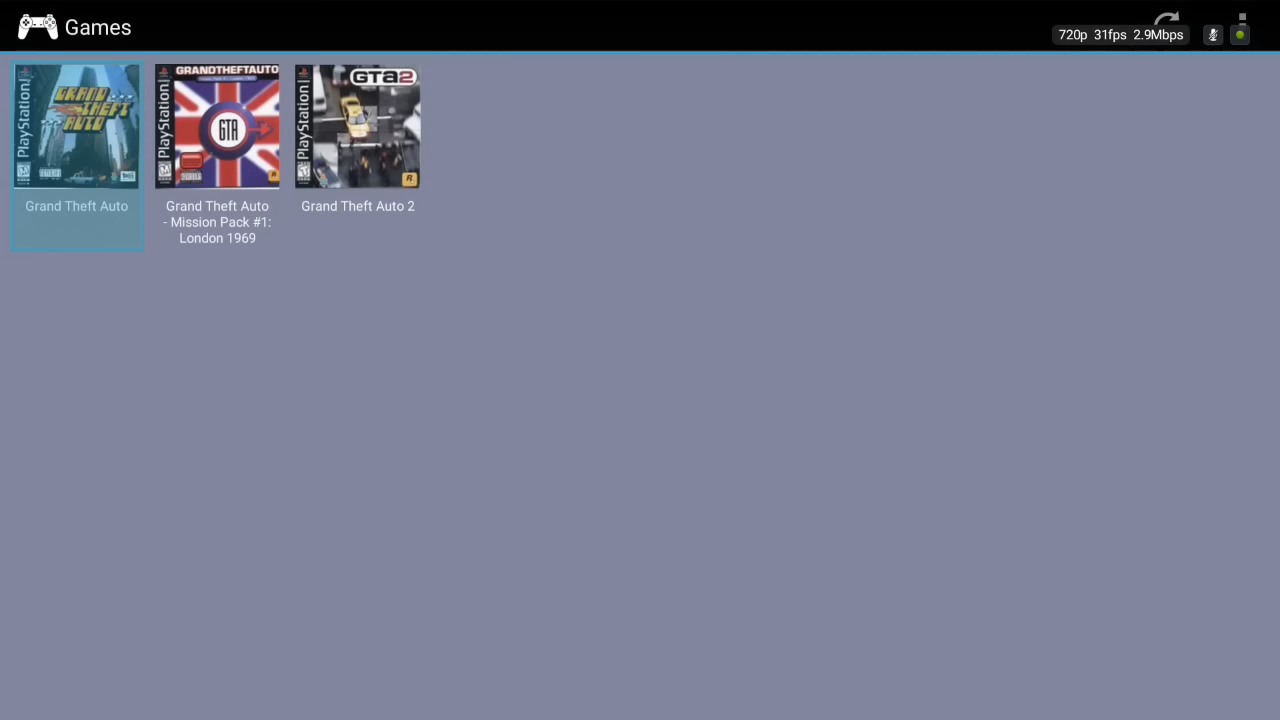 Games
720p 31fps 2.9Mbps
PlayStation
GRAND
THEFT
AUTO
PlayStation
GRANDTHEFTAUTO
GTA
R
PlayStation
GTA2
R
Grand Theft Auto
Grand Theft Auto
- Mission Pack #1:
London 1969
Grand Theft Auto 2